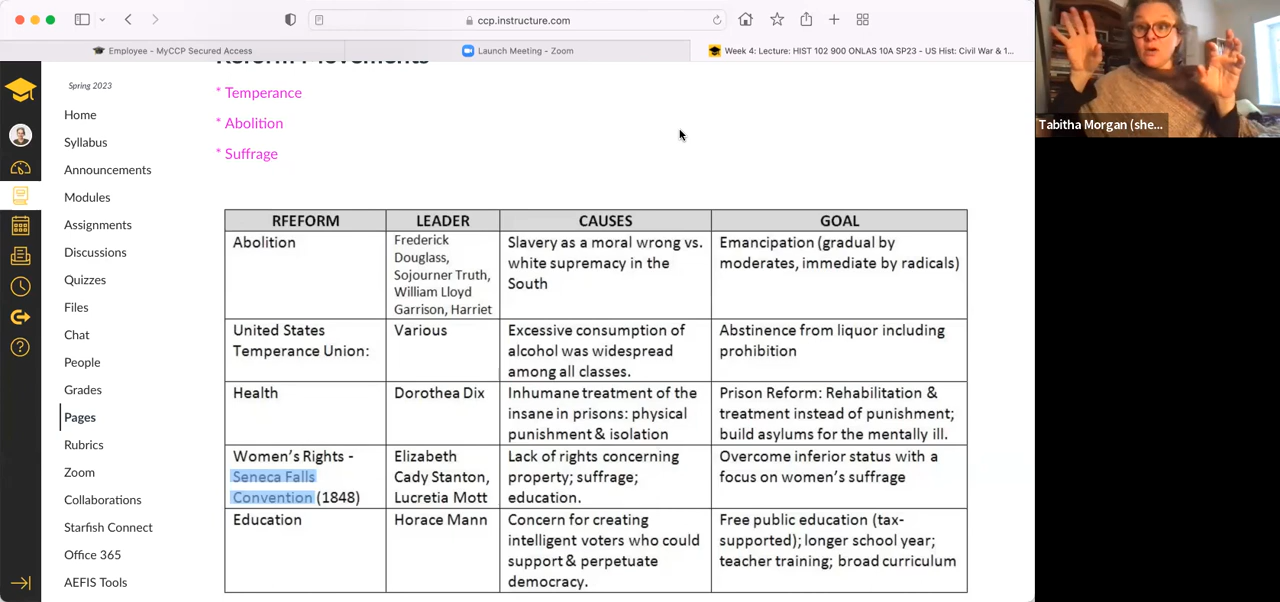 ccp.instructure.com
Employee - MyCCP Secured Access
Launch Meeting - Zoom
Week 4: Lecture: HIST 102 900 ONLAS 10A SP23 - US Hist: Civil War & 1...
Tabitha Morgan (she...
Spring 2023
Home
Syllabus
Announcements
Modules
Assignments
Discussions
Quizzes
Files
Chat
People
Grades
Pages
Rubrics
Zoom
Collaborations
Starfish Connect
Office 365
AEFIS Tools
Reform Movements
* Temperance
* Abolition
* Suffrage
RFEFORM LEADER CAUSES GOAL
Abolition
Frederick
Douglass,
Sojourner Truth,
William Lloyd
Garrison, Harriet
Slavery as a moral wrong vs.
white supremacy in the
South
Emancipation (gradual by
moderates, immediate by radicals)
United States
Temperance Union:
Various
Excessive consumption of
alcohol was widespread
among all classes.
Abstinence from liquor including
prohibition
Health
Dorothea Dix
Inhumane treatment of the
insane in prisons: physical
punishment & isolation
Prison Reform: Rehabilitation &
treatment instead of punishment;
build asylums for the mentally ill.
Women’s Rights -
Seneca Falls
Convention (1848)
Elizabeth
Cady Stanton,
Lucretia Mott
Lack of rights concerning
property; suffrage;
education.
Overcome inferior status with a
focus on women’s suffrage
Education
Horace Mann
Concern for creating
intelligent voters who could
support & perpetuate
democracy.
Free public education (tax-
supported); longer school year;
teacher training; broad curriculum